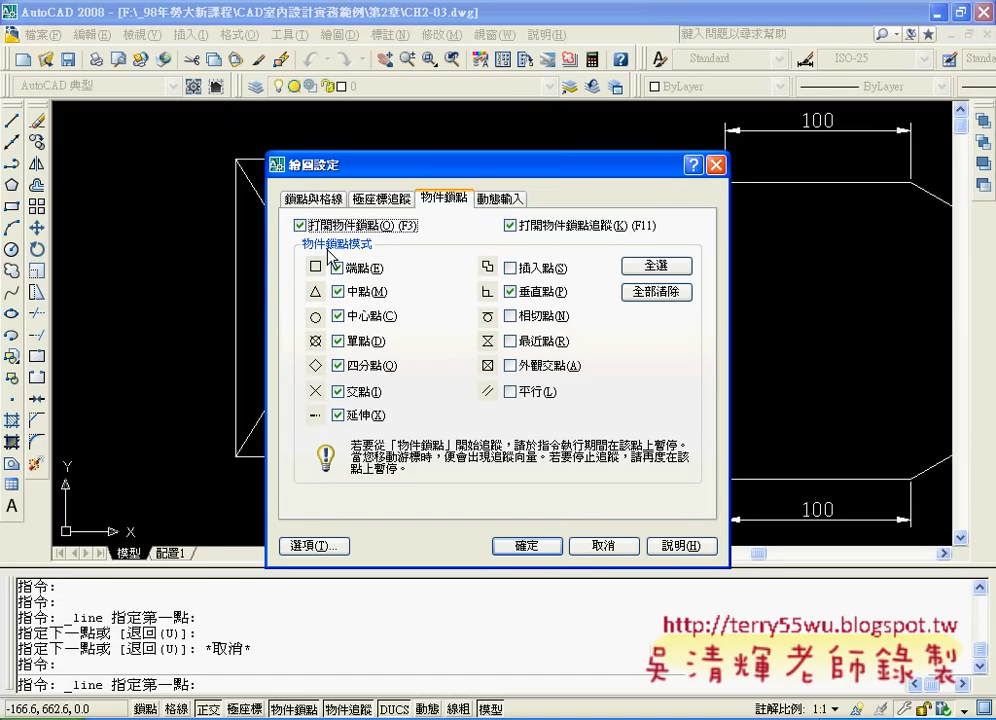 AutoCAD 2008 - [F:\_98年勞大新課程\CAD室內設計實務範例\第2章\CH2-03.dwg]
檔案(F) 編輯(E) 檢視(V) 插入(I) 格式(O) 工具(T) 繪圖(D) 標註(N) 修改(M) 視窗(W) 說明(H) 鍵入問題以尋求幫助
Standard ISO-25 Standa
AutoCAD 典型 0 ByLayer ByLayer
100
繪圖設定
鎖點與格線 極座標追蹤 物件鎖點 動態輸入
打開物件鎖點(O) (F3) 打開物件鎖點追蹤(K) (F11)
物件鎖點模式
端點(E) 插入點(S) 全選
中點(M) 垂直點(P) 全部清除
中心點(C) 相切點(N)
單點(D) 最近點(R)
四分點(Q) 外觀交點(A)
交點(I) 平行(L)
延伸(X)
若要從「物件鎖點」開始追蹤，請於指令執行期間在該點上暫停。
當您移動游標時，便會出現追蹤向量。若要停止追蹤，請再度在該
點上暫停。
100
選項(T)... 確定 取消 說明(H)
Y
X
A
模型 配置1
指令:
指令:
指令: _line 指定第一點:
指定下一點或 [退回(U)]:
指定下一點或 [退回(U)]: *取消*
指令:
指令: _line 指定第一點:
http://terry55wu.blogspot.tw
吳清輝老師錄製
-166.6, 662.6, 0.0 鎖點 格線 正交 極座標 物件鎖點 物件追蹤 DUCS 動態 線粗 模型 註解比例: 1:1